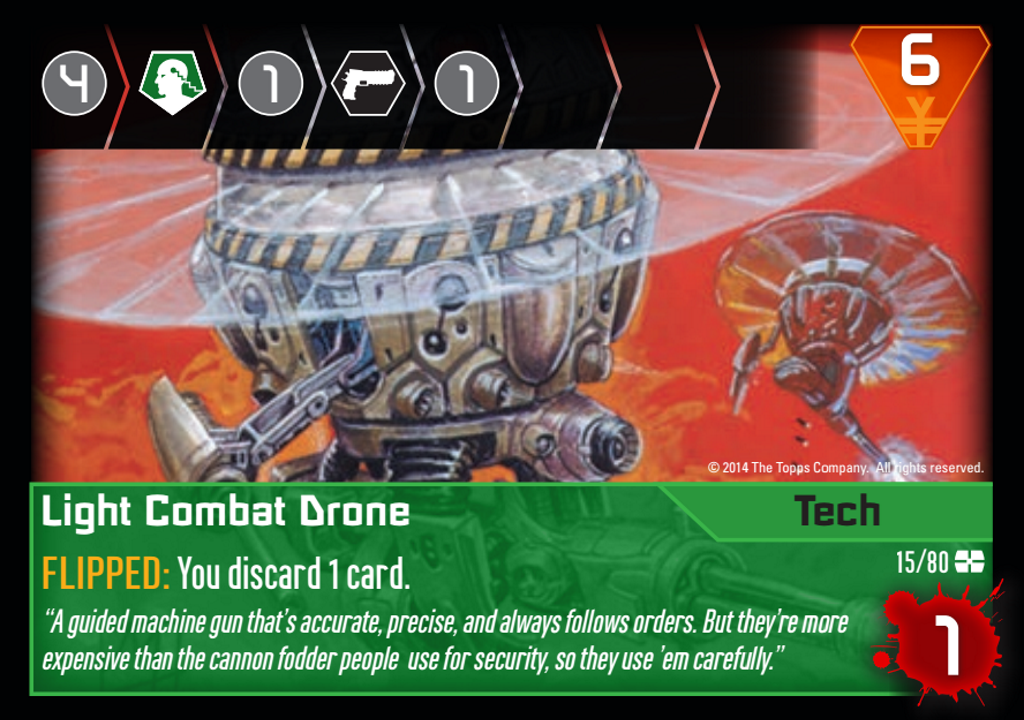 4 1 1
6
¥
© 2014 The Topps Company. All rights reserved.
Light Combat Drone
Tech
FLIPPED: You discard 1 card.
15/80
“A guided machine gun that’s accurate, precise, and always follows orders. But they’re more
expensive than the cannon fodder people use for security, so they use ’em carefully.”
1